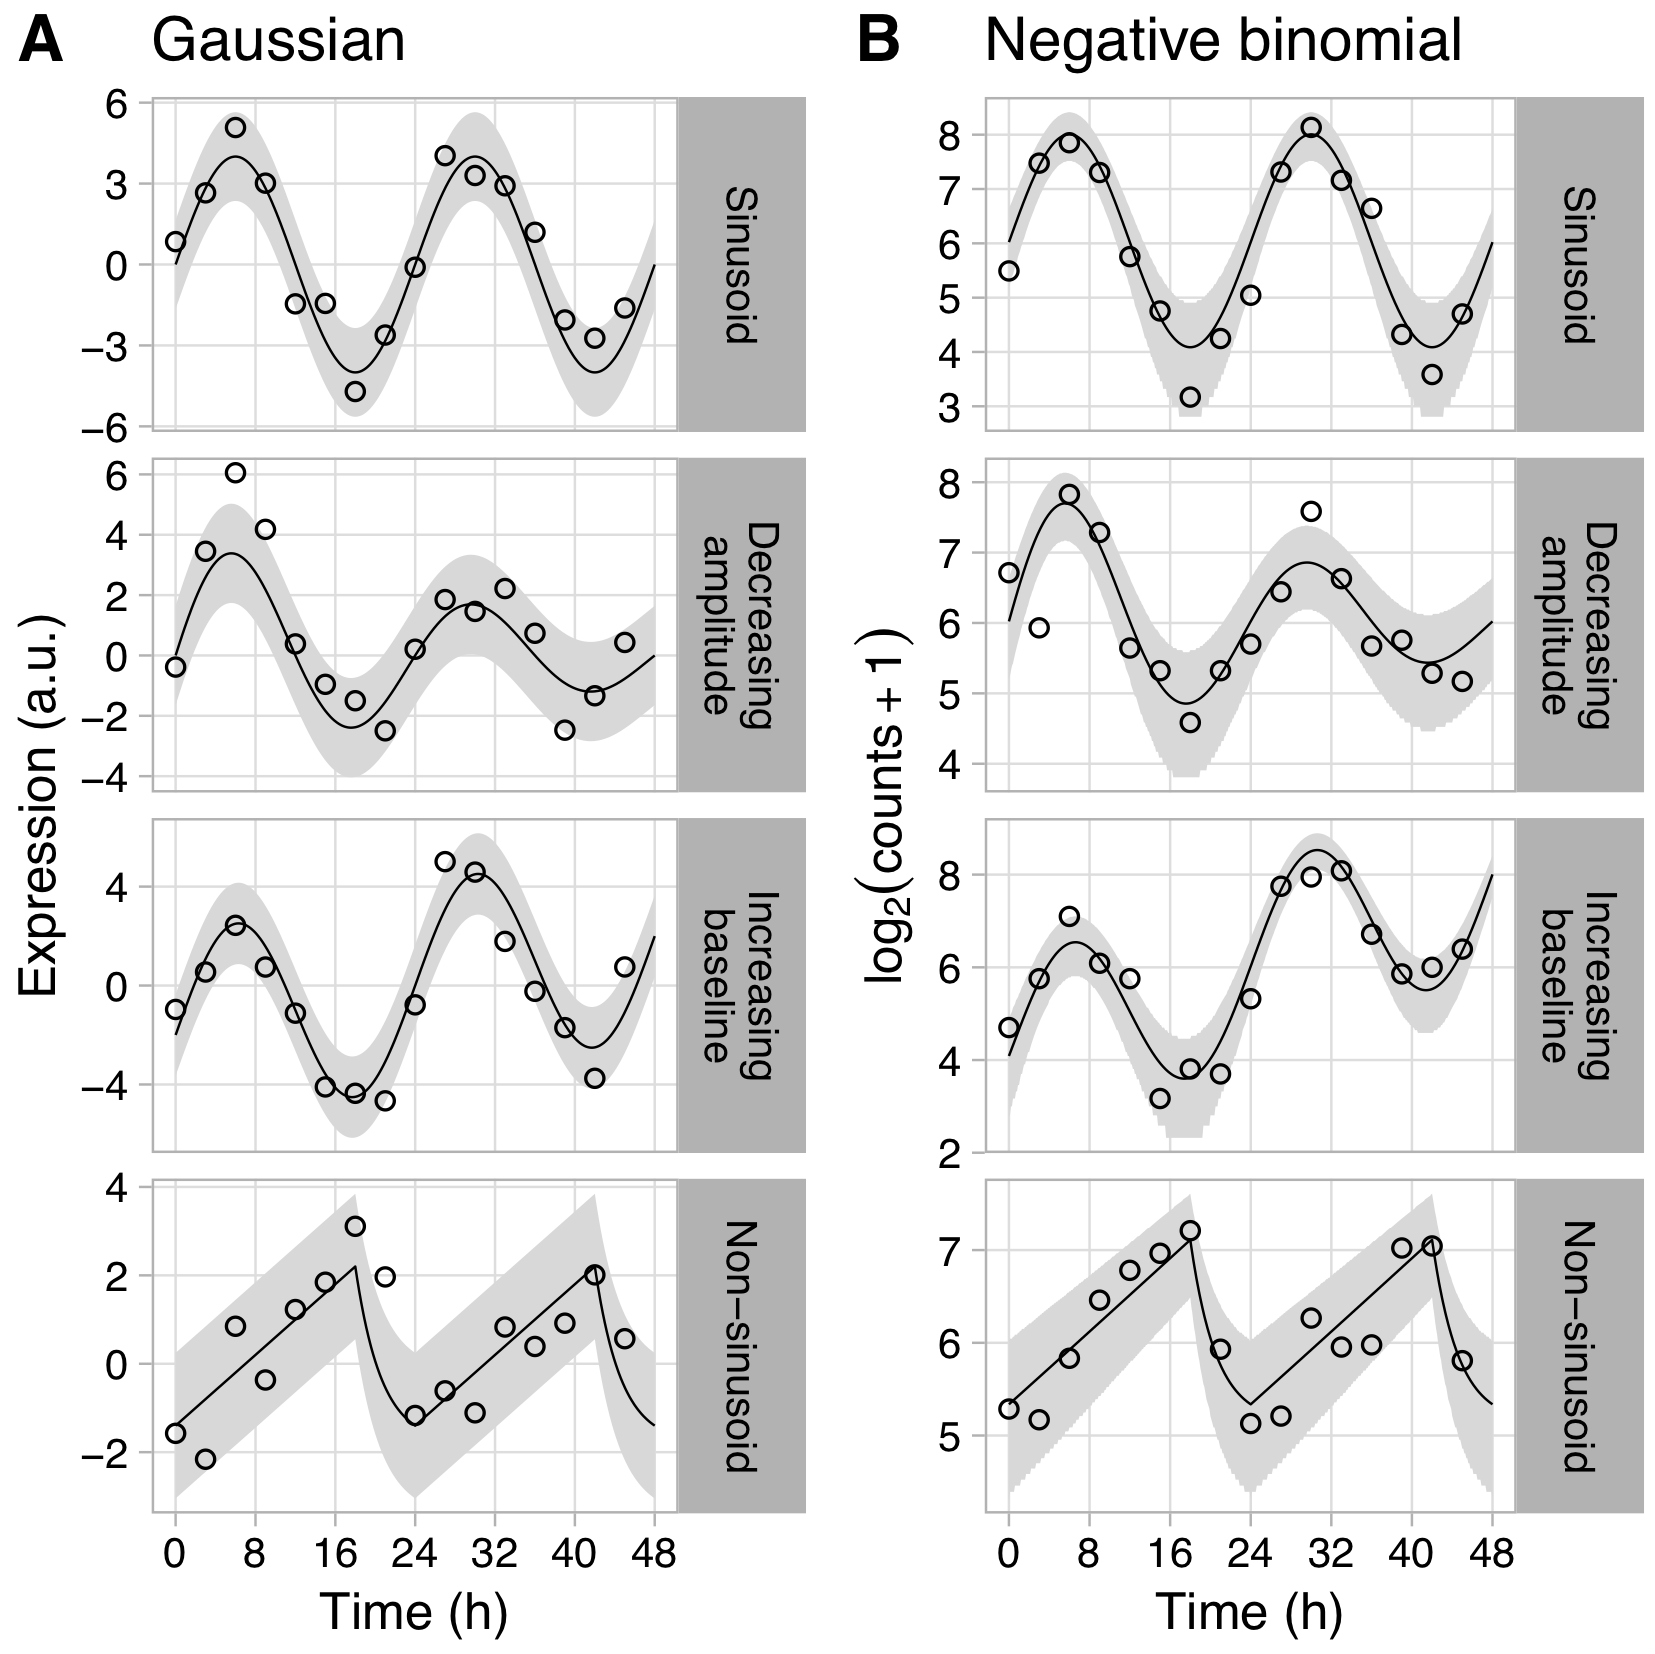 A Gaussian
B Negative binomial
Expression (a.u.)
6
3
0
−3
−6
Sinusoid
6
4
2
0
−2
−4
Decreasing
amplitude
4
0
−4
Increasing
baseline
4
2
0
−2
Non−sinusoid
0 8 16 24 32 40 48
Time (h)
log₂(counts + 1)
8
7
6
5
4
3
Sinusoid
8
7
6
5
4
Decreasing
amplitude
8
6
4
2
Increasing
baseline
7
6
5
Non−sinusoid
0 8 16 24 32 40 48
Time (h)